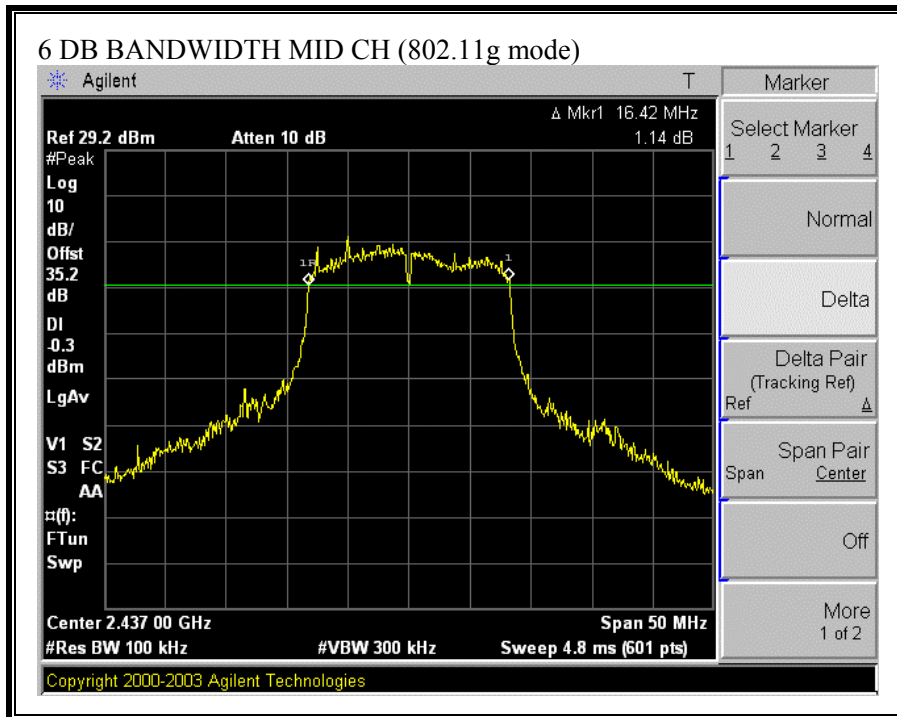 6 DB BANDWIDTH MID CH (802.11g mode)
Agilent T
Δ Mkr1 16.42 MHz
Ref 29.2 dBm Atten 10 dB 1.14 dB
#Peak
Log
10
dB/
Offst
35.2
dB
DI
-0.3
dBm
LgAv
V1 S2
S3 FC
AA
¤(f):
FTun
Swp
1R
1
Center 2.437 00 GHz Span 50 MHz
#Res BW 100 kHz #VBW 300 kHz Sweep 4.8 ms (601 pts)
Copyright 2000-2003 Agilent Technologies
Marker
Select Marker
1 2 3 4
Normal
Delta
Delta Pair
(Tracking Ref)
Ref Δ
Span Pair
Span Center
Off
More
1 of 2